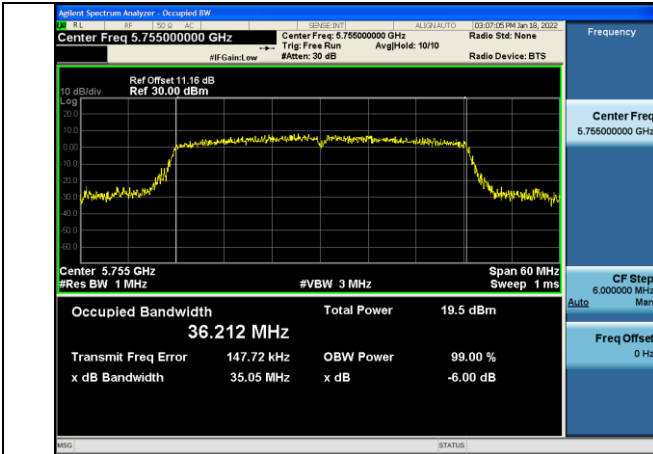 Agilent Spectrum Analyzer - Occupied BW
RL RF 50 Ω AC SENSE:INT ALIGNAUTO 03:07:05 PM Jan 18, 2022
Center Freq 5.755000000 GHz
Center Freq: 5.755000000 GHz
Radio Std: None
Trig: Free Run Avg|Hold: 10/10
#IFGain:Low
#Atten: 30 dB
Radio Device: BTS
Ref Offset 11.16 dB
10 dB/div Ref 30.00 dBm
Log
20.0
10.0
0.00
-10.0
-20.0
-30.0
-40.0
-50.0
-60.0
Center 5.755 GHz
Span 60 MHz
#Res BW 1 MHz
#VBW 3 MHz
Sweep 1 ms
Occupied Bandwidth
36.212 MHz
Total Power 19.5 dBm
Transmit Freq Error 147.72 kHz
OBW Power 99.00 %
x dB Bandwidth 35.05 MHz
x dB -6.00 dB
MSG
STATUS
Frequency
Center Freq
5.755000000 GHz
CF Step
6.000000 MHz
Auto Man
Freq Offset
0 Hz